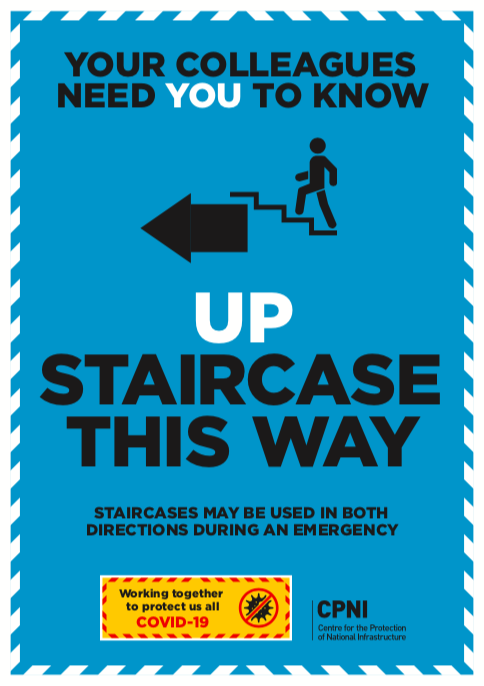 YOUR COLLEAGUES
NEED YOU TO KNOW
UP
STAIRCASE
THIS WAY
STAIRCASES MAY BE USED IN BOTH
DIRECTIONS DURING AN EMERGENCY
Working together
to protect us all
COVID-19
CPNI
Centre for the Protection
of National Infrastructure